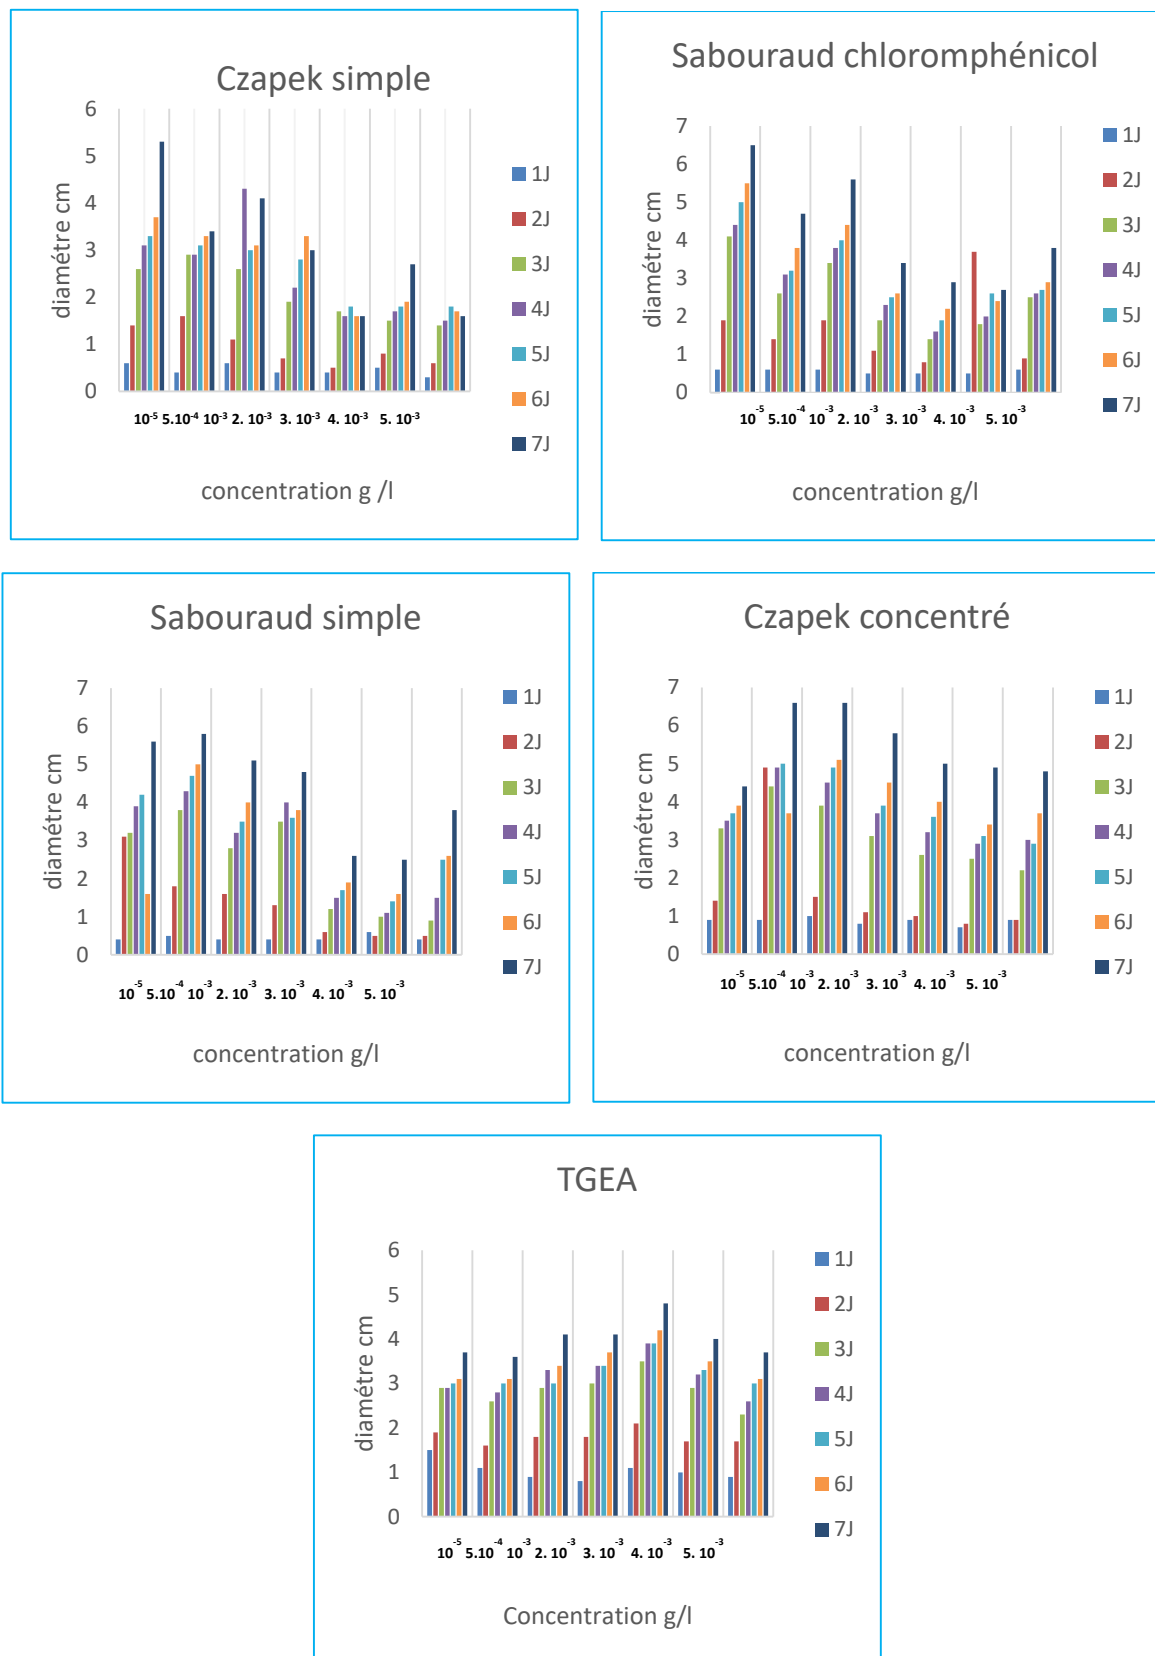 Czapek simple
6
5
4
3
2
1
0
diamétre cm
10⁻⁵ 5.10⁻⁴ 10⁻³ 2. 10⁻³ 3. 10⁻³ 4. 10⁻³ 5. 10⁻³
concentration g /l
1J
2J
3J
4J
5J
6J
7J
Sabouraud chloromphénicol
7
6
5
4
3
2
1
0
diamétre cm
10⁻⁵ 5.10⁻⁴ 10⁻³ 2. 10⁻³ 3. 10⁻³ 4. 10⁻³ 5. 10⁻³
concentration g/l
1J
2J
3J
4J
5J
6J
7J
Sabouraud simple
7
6
5
4
3
2
1
0
diamétre cm
10⁻⁵ 5.10⁻⁴ 10⁻³ 2. 10⁻³ 3. 10⁻³ 4. 10⁻³ 5. 10⁻³
concentration g/l
1J
2J
3J
4J
5J
6J
7J
Czapek concentré
7
6
5
4
3
2
1
0
diamétre cm
10⁻⁵ 5.10⁻⁴ 10⁻³ 2. 10⁻³ 3. 10⁻³ 4. 10⁻³ 5. 10⁻³
concentration g/l
1J
2J
3J
4J
5J
6J
7J
TGEA
6
5
4
3
2
1
0
diamétre cm
10⁻⁵ 5.10⁻⁴ 10⁻³ 2. 10⁻³ 3. 10⁻³ 4. 10⁻³ 5. 10⁻³
Concentration g/l
1J
2J
3J
4J
5J
6J
7J